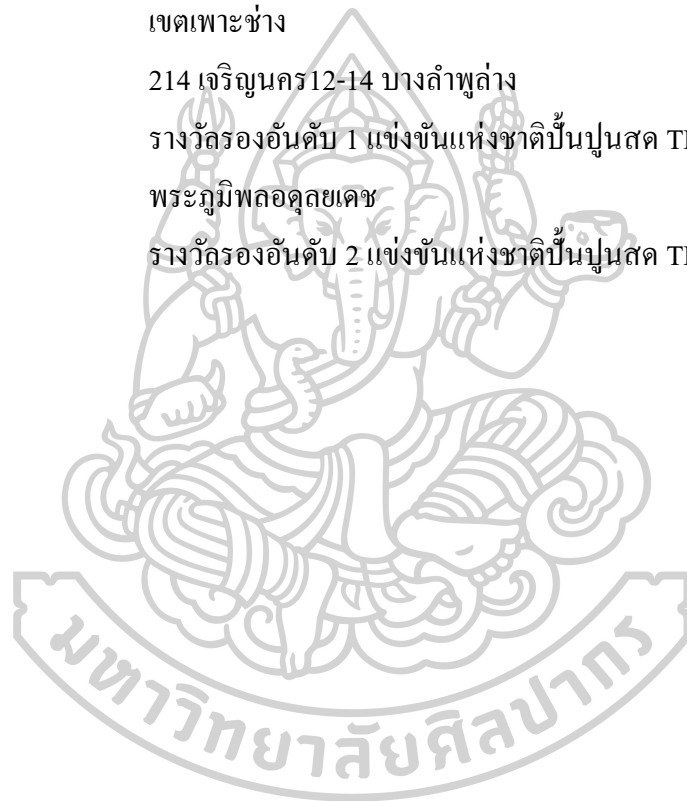 เขตเพาะช่าง
214 เจริญนคร12-14 บางลำพูล่าง
รางวัลรองอันดับ 1 แข่งขันแห่งชาติปั้นปูนสด
พระภูมิพลอดุลยเดช
รางวัลรองอันดับ 2 แข่งขันแห่งชาติปั้นปูนสด
มหาวิทยาลัยศิลปากร